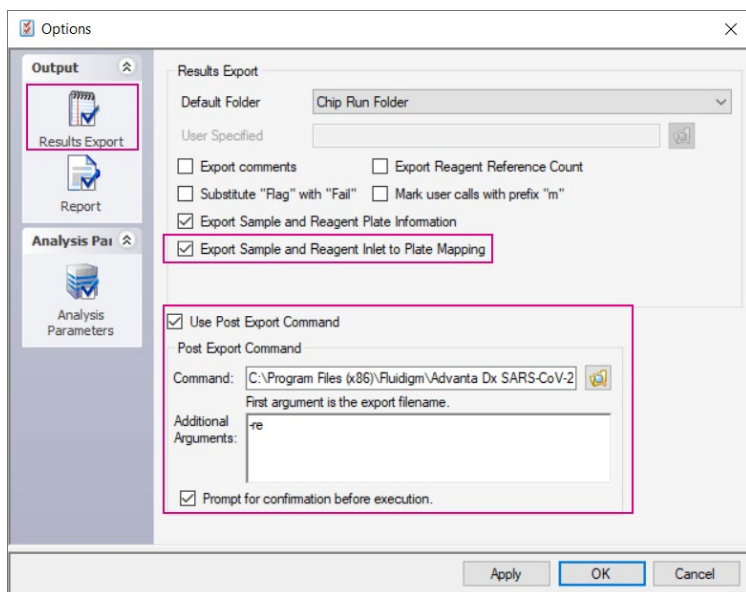 Options
Output
Results Export
Report
Analysis Par
Analysis
Parameters
Results Export
Default Folder
Chip Run Folder
User Specified
Export comments
Export Reagent Reference Count
Substitute "Flag" with "Fail"
Mark user calls with prefix "m"
Export Sample and Reagent Plate Information
Export Sample and Reagent Inlet to Plate Mapping
Use Post Export Command
Post Export Command
Command:
C:\Program Files (x86)\Fluidigm\Advanta Dx SARS-CoV-2
First argument is the export filename.
Additional
Arguments:
-re
Prompt for confirmation before execution.
Apply
OK
Cancel